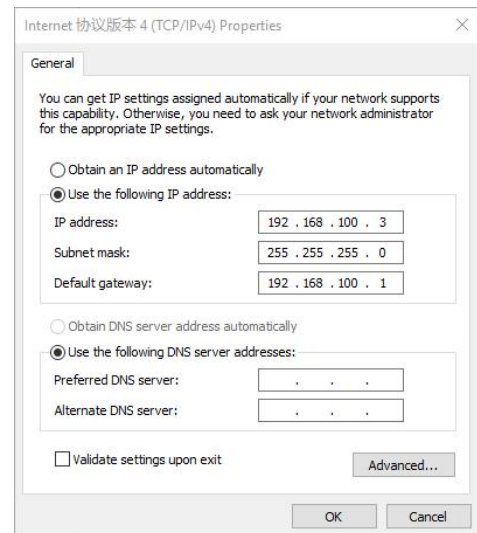 Internet 协议版本 4 (TCP/IPv4) Properties
General
You can get IP settings assigned automatically if your network supports
this capability. Otherwise, you need to ask your network administrator
for the appropriate IP settings.
Obtain an IP address automatically
Use the following IP address:
IP address: 192 . 168 . 100 . 3
Subnet mask: 255 . 255 . 255 . 0
Default gateway: 192 . 168 . 100 . 1
Obtain DNS server address automatically
Use the following DNS server addresses:
Preferred DNS server: . . .
Alternate DNS server: . . .
Validate settings upon exit
Advanced...
OK Cancel